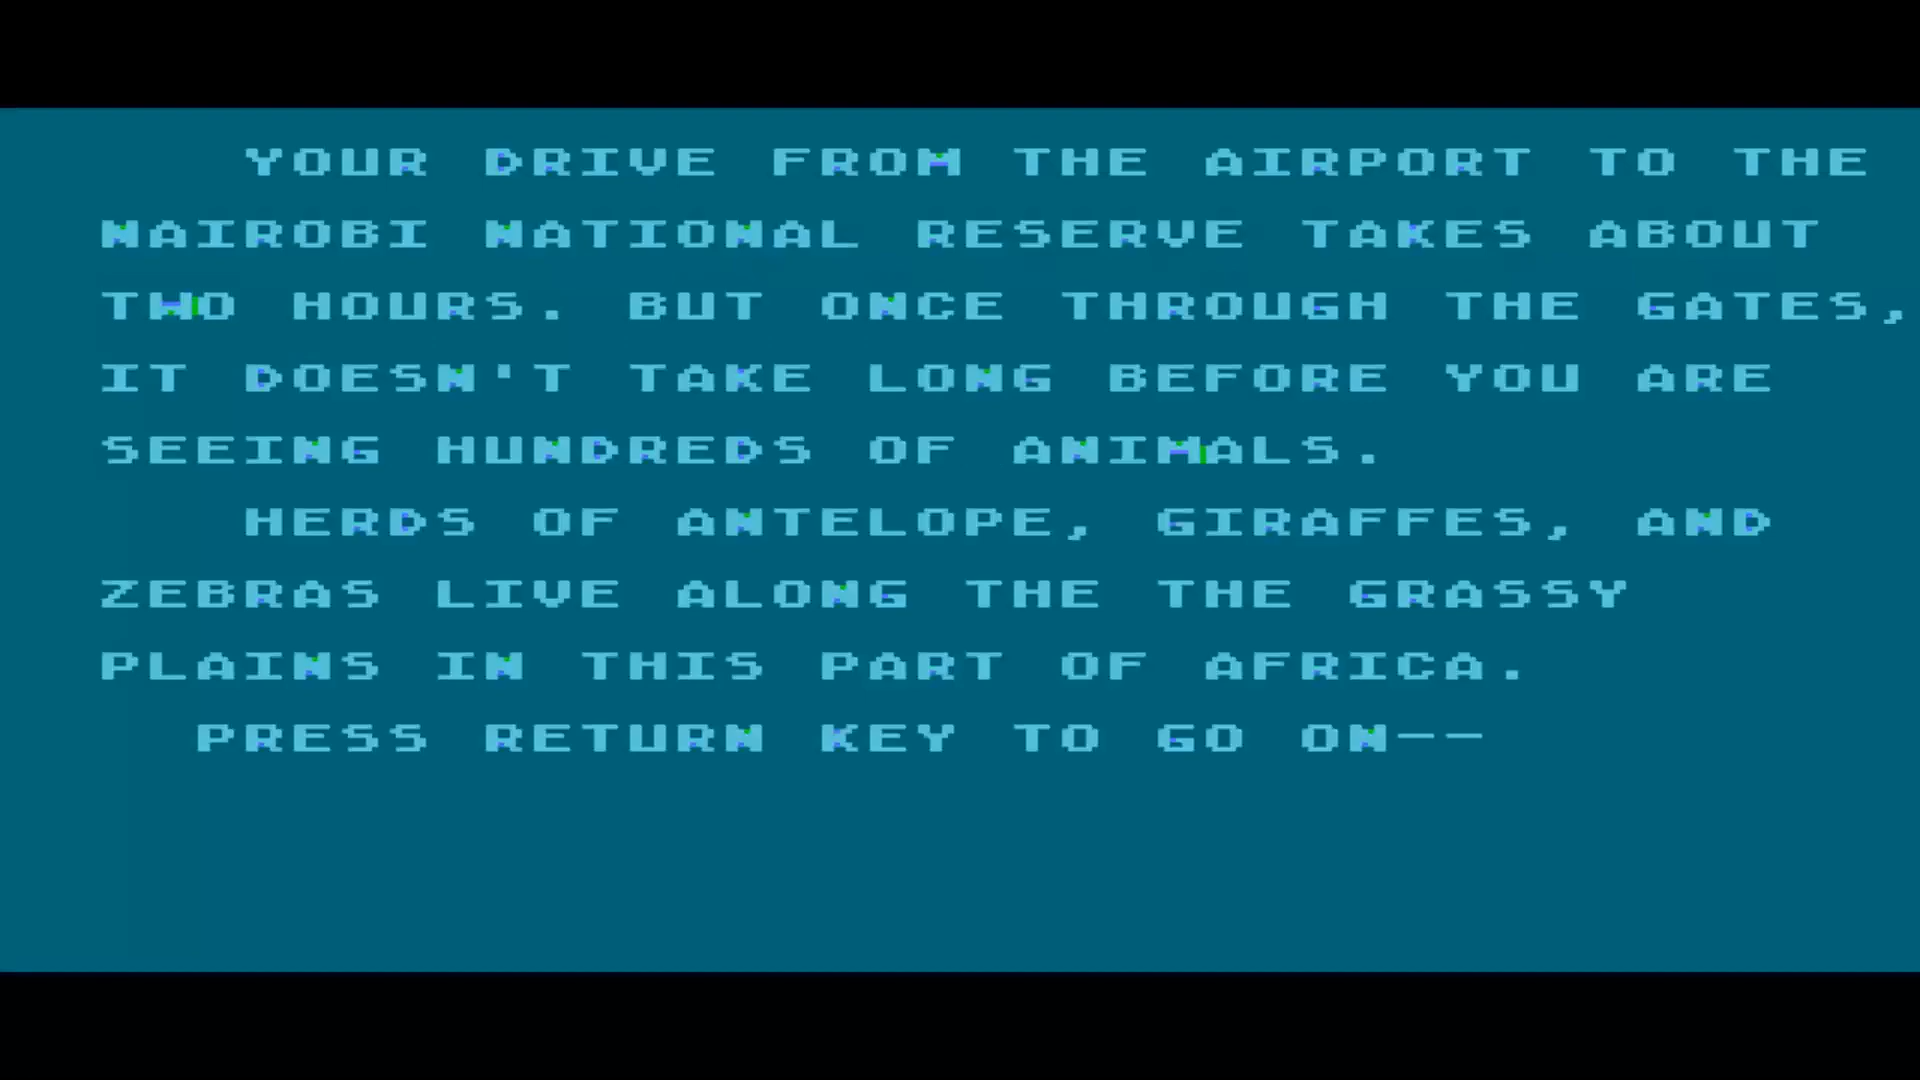 YOUR DRIVE FROM THE AIRPORT TO THE
NAIROBI NATIONAL RESERVE TAKES ABOUT
TWO HOURS. BUT ONCE THROUGH THE GATES,
IT DOESN'T TAKE LONG BEFORE YOU ARE
SEEING HUNDREDS OF ANIMALS.
HERDS OF ANTELOPE, GIRAFFES, AND
ZEBRAS LIVE ALONG THE THE GRASSY
PLAINS IN THIS PART OF AFRICA.
PRESS RETURN KEY TO GO ON--